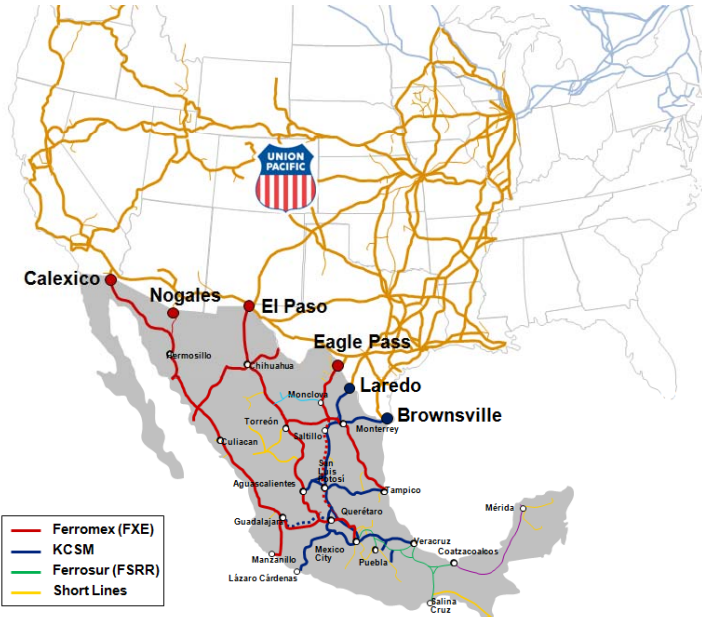 UNION
PACIFIC
Calexico
Nogales
El Paso
Eagle Pass
Hermosillo
Chihuahua
Laredo
Monclova
Brownsville
Torreón
Saltillo
Monterrey
Culiacan
San
Luis
Potosi
Aguascalientes
Tampico
Guadalajara
Querétaro
Mérida
Ferromex (FXE)
KCSM
Ferrosur (FSRR)
Short Lines
Manzanillo
Mexico
City
Veracruz
Coatzacoalcos
Puebla
Lázaro Cárdenas
Salina
Cruz